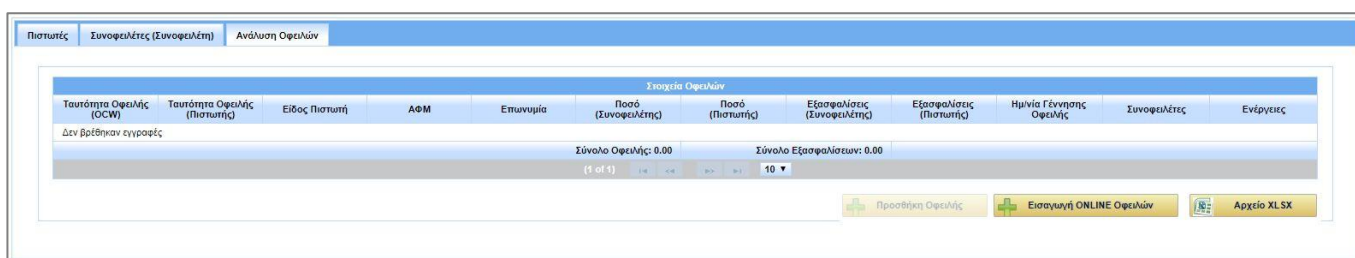 Πιστωτές Συνοφειλέτες (Συνοφειλέτη) Ανάλυση Οφειλών
Στοιχεία Οφειλών
Ταυτότητα Οφειλής (OCW) Ταυτότητα Οφειλής (Πιστωτής) Είδος Πιστωτή ΑΦΜ Επωνυμία Ποσό (Συνοφειλέτης) Ποσό (Πιστωτής) Εξασφαλίσεις (Συνοφειλέτης) Εξασφαλίσεις (Πιστωτής) Ημ/νία Γέννησης Οφειλής Συνοφειλέτες Ενέργειες
Δεν βρέθηκαν εγγραφές
Σύνολο Οφειλής: 0.00 Σύνολο Εξασφαλίσεων: 0.00
(1 of 1) 10
Προσθήκη Οφειλής Εισαγωγή ONLINE Οφειλών Αρχείο XLSX